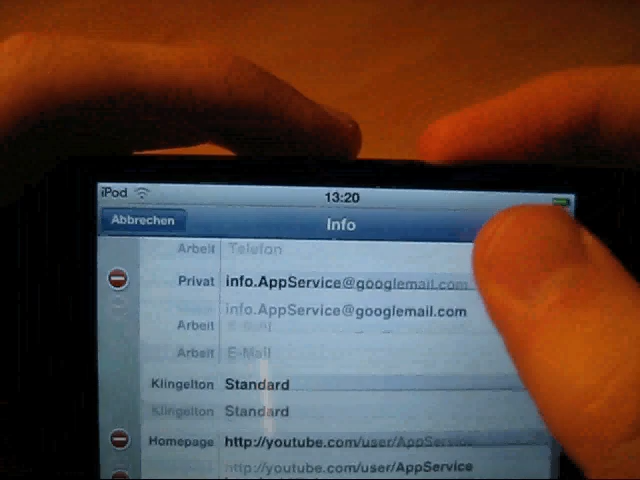 iPod
13:20
Abbrechen
Info
Arbeit Telefon
Privat info.AppService@googlemail.com
info.AppService@googlemail.com
Arbeit E-Mail
Arbeit E-Mail
Klingelton Standard
Klingelton Standard
Homepage http://youtube.com/user/AppService
http://youtube.com/user/AppService